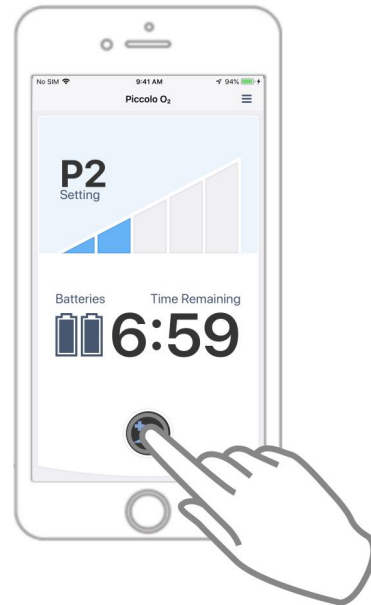 No SIM 9:41 AM 94%
Piccolo O₂
P2
Setting
Batteries Time Remaining
6:59